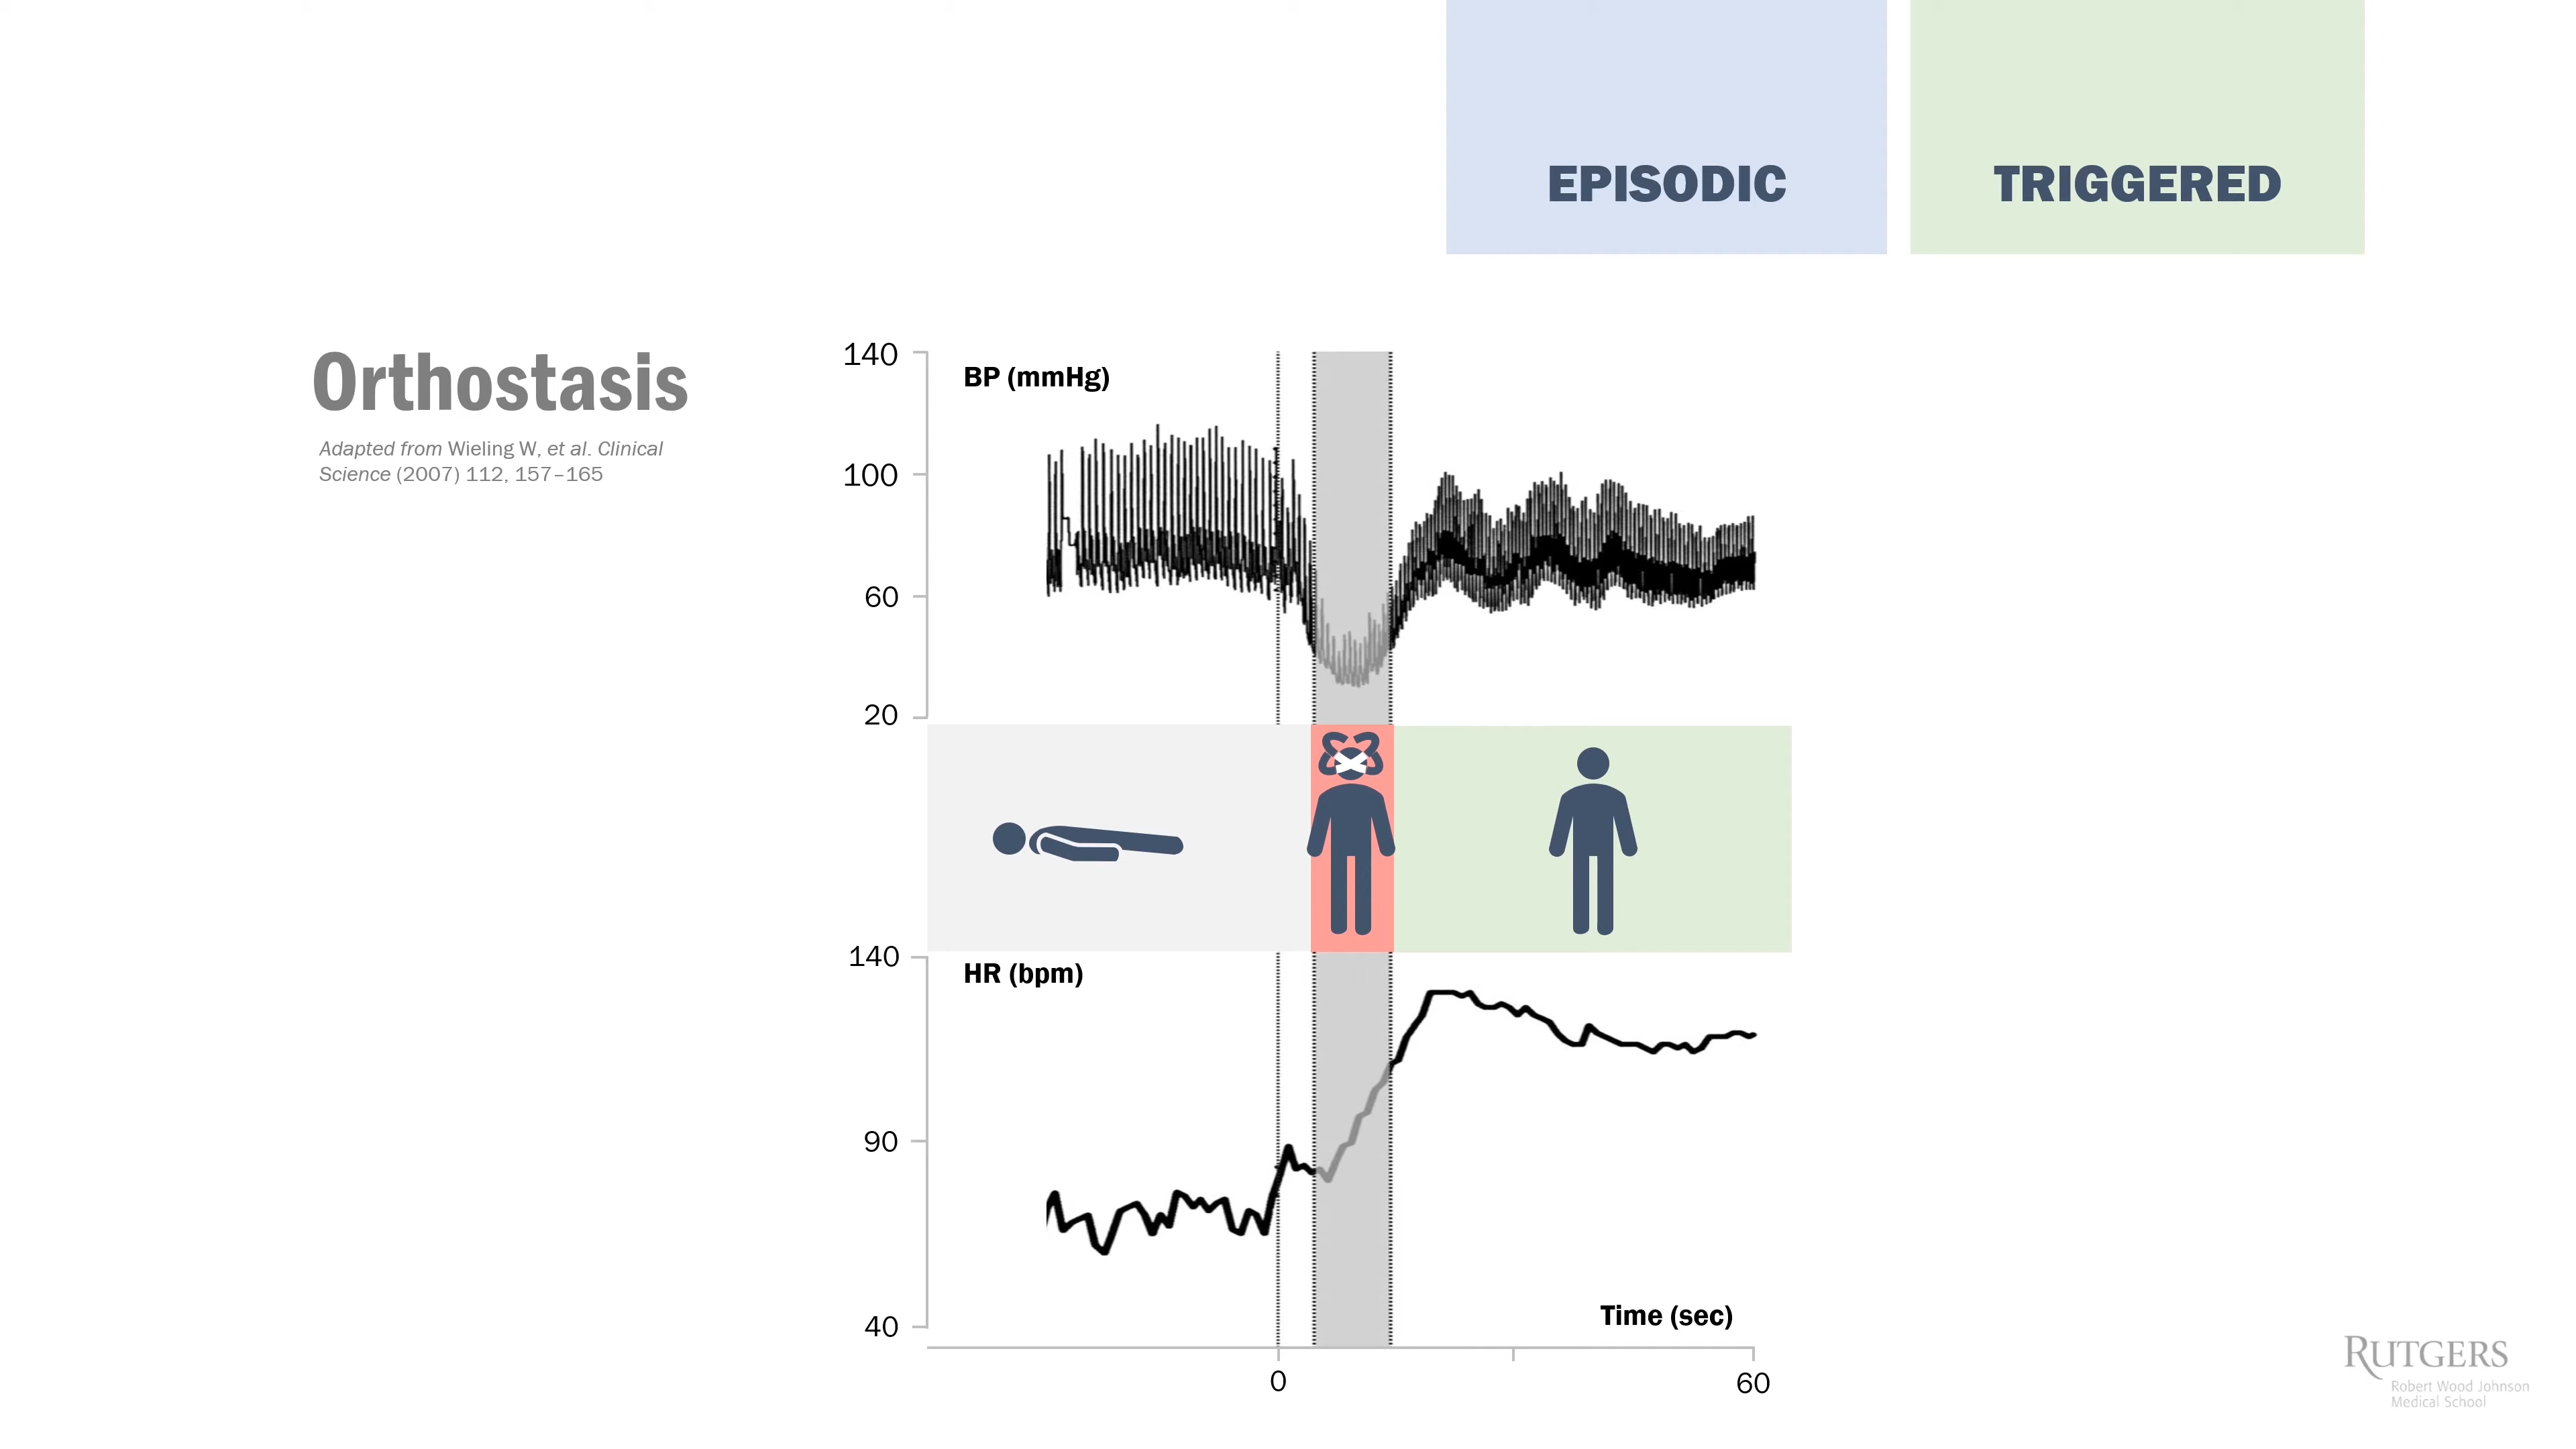 EPISODIC
TRIGGERED
Orthostasis
Adapted from Wieling W, et al. Clinical
Science (2007) 112, 157–165
140
BP (mmHg)
100
60
20
140
HR (bpm)
90
40
Time (sec)
0
60
RUTGERS
Robert Wood Johnson
Medical School